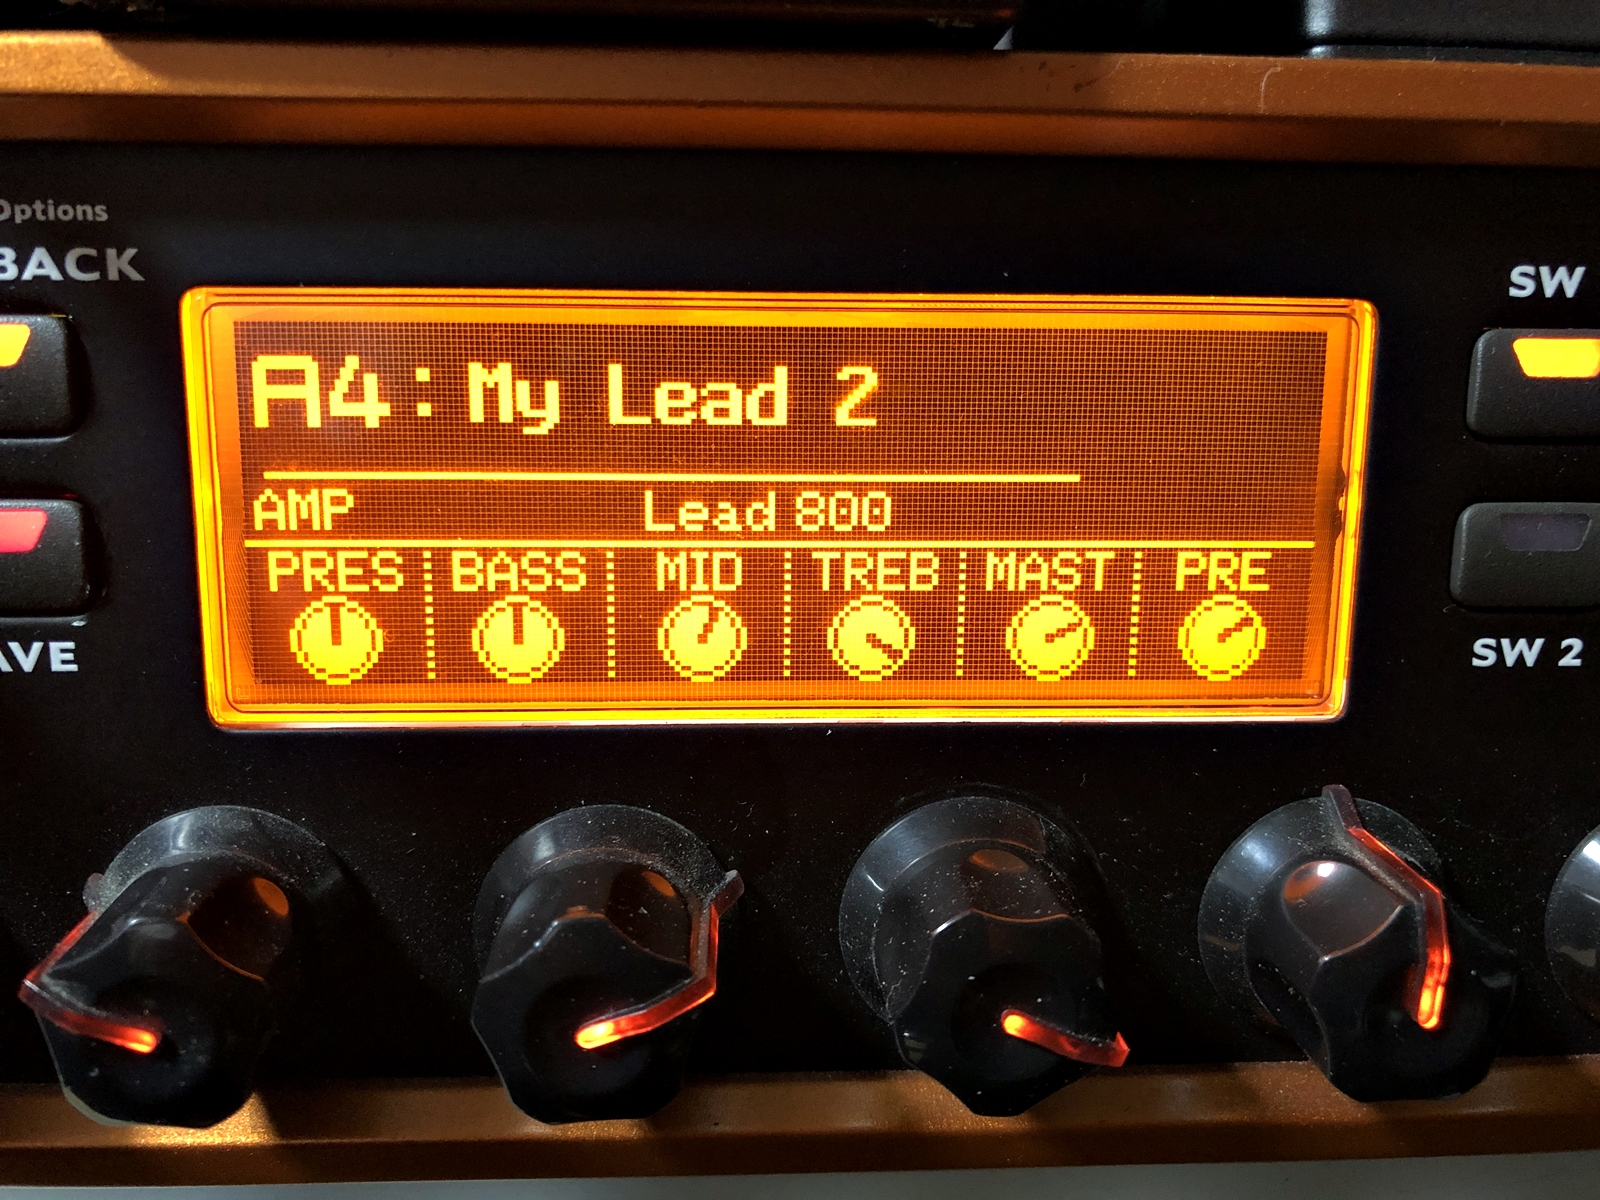 Options
BACK
SW
A4: My Lead 2
AMP Lead 800
PRES BASS MID TREB MAST PRE
AVE
SW 2